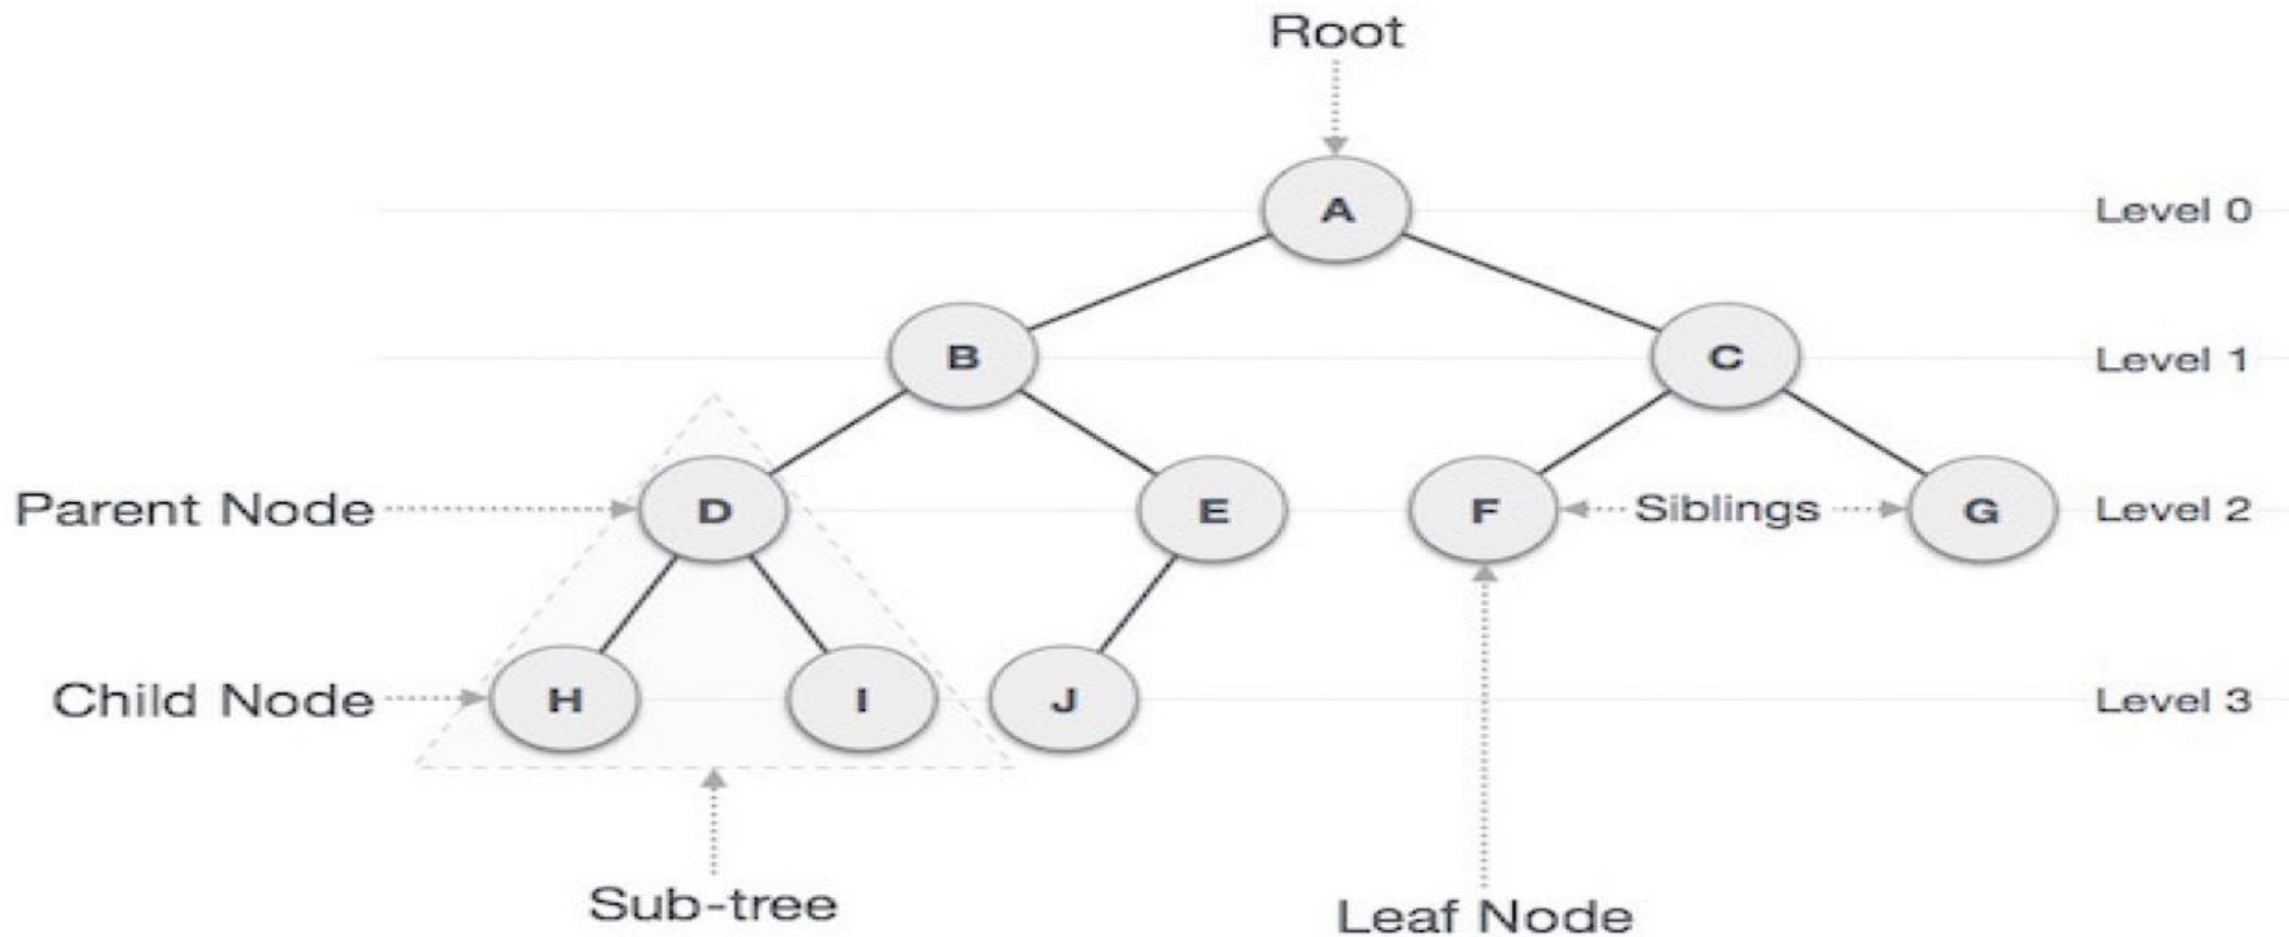 Root
A
Level 0
B
C
Level 1
Parent Node
D
E
F
Siblings
G
Level 2
Child Node
H
I
J
Level 3
Sub-tree
Leaf Node